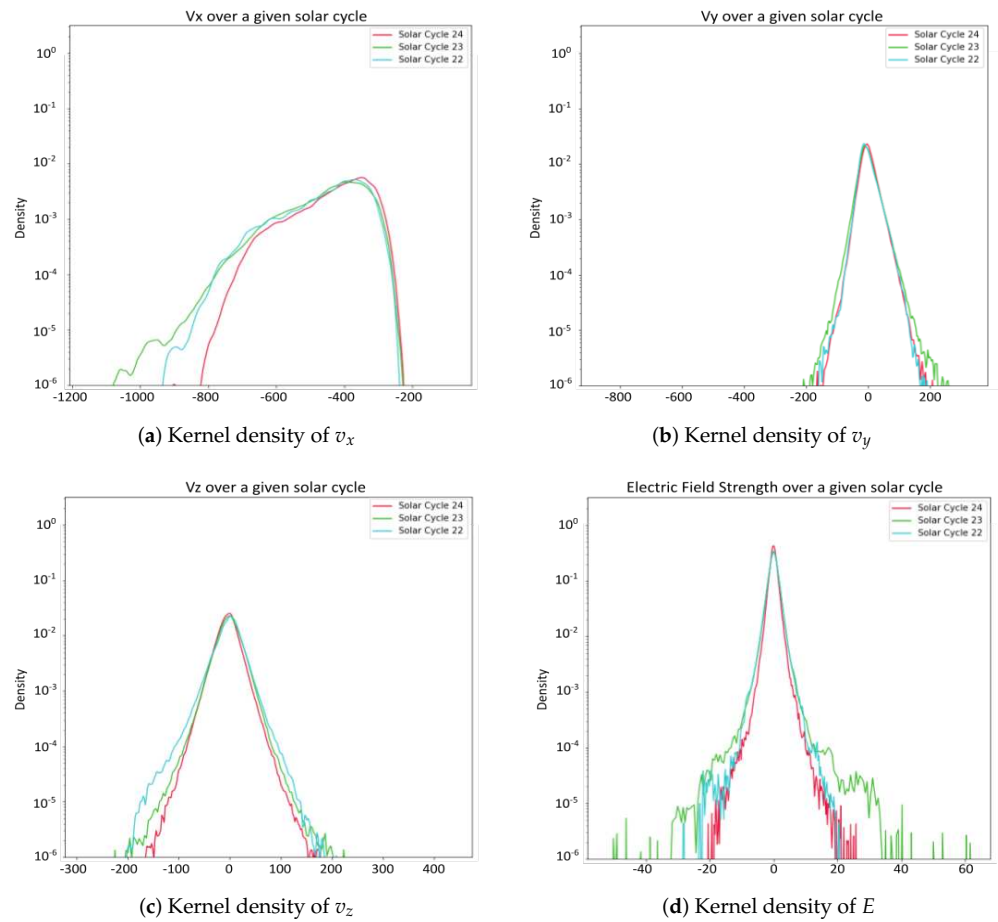 Vx over a given solar cycle
Solar Cycle 24
Solar Cycle 23
Solar Cycle 22
10^0
10^-1
10^-2
10^-3
10^-4
10^-5
10^-6
Density
-1200 -1000 -800 -600 -400 -200
(a) Kernel density of v_x
Vy over a given solar cycle
Solar Cycle 24
Solar Cycle 23
Solar Cycle 22
10^0
10^-1
10^-2
10^-3
10^-4
10^-5
10^-6
Density
-800 -600 -400 -200 0 200
(b) Kernel density of v_y
Vz over a given solar cycle
Solar Cycle 24
Solar Cycle 23
Solar Cycle 22
10^0
10^-1
10^-2
10^-3
10^-4
10^-5
10^-6
Density
-300 -200 -100 0 100 200 300 400
(c) Kernel density of v_z
Electric Field Strength over a given solar cycle
Solar Cycle 24
Solar Cycle 23
Solar Cycle 22
10^0
10^-1
10^-2
10^-3
10^-4
10^-5
10^-6
Density
-40 -20 0 20 40 60
(d) Kernel density of E